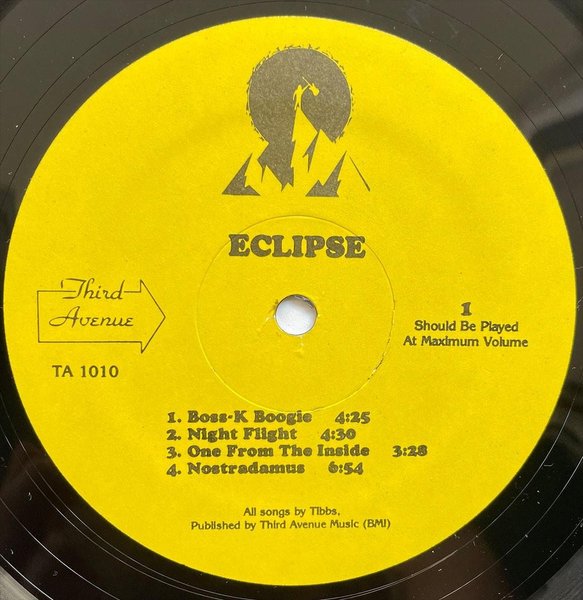 ECLIPSE
Third
Avenue
TA 1010
1
Should Be Played
At Maximum Volume
1. Boss-K Boogie 4:25
2. Night Flight 4:30
3. One From The Inside 3:28
4. Nostradamus 6:54
All songs by Tibbs,
Published by Third Avenue Music (BMI)